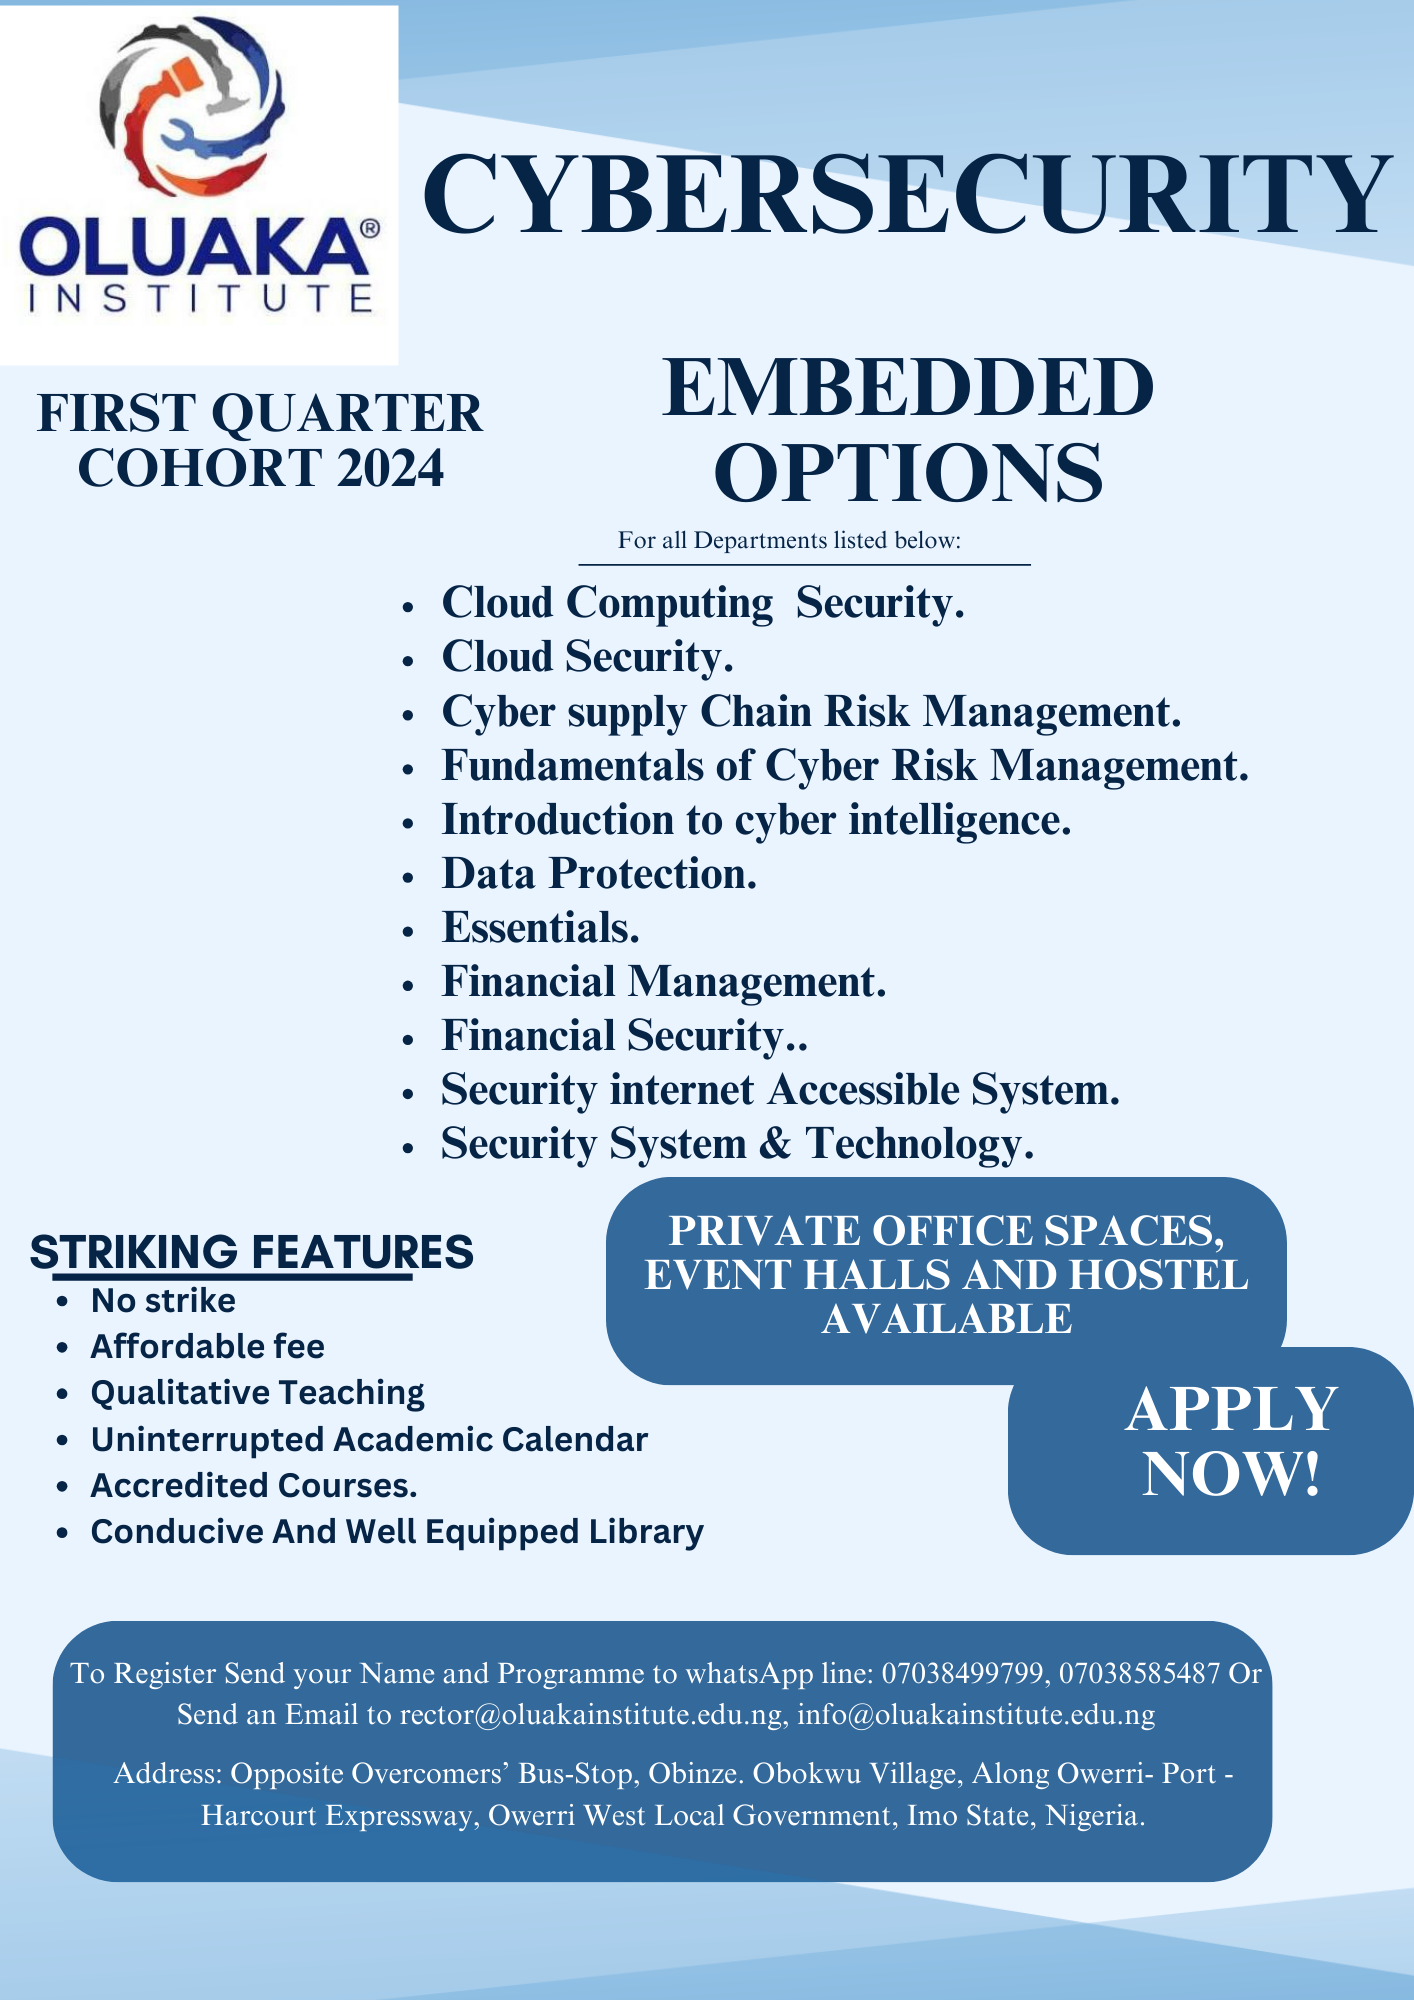 OLUAKA®
INSTITUTE
CYBERSECURITY
FIRST QUARTER
COHORT 2024
EMBEDDED
OPTIONS
For all Departments listed below:
• Cloud Computing  Security.
• Cloud Security.
• Cyber supply Chain Risk Management.
• Fundamentals of Cyber Risk Management.
• Introduction to cyber intelligence.
• Data Protection.
• Essentials.
• Financial Management.
• Financial Security..
• Security internet Accessible System.
• Security System & Technology.
STRIKING FEATURES
• No strike
• Affordable fee
• Qualitative Teaching
• Uninterrupted Academic Calendar
• Accredited Courses.
• Conducive And Well Equipped Library
PRIVATE OFFICE SPACES,
EVENT HALLS AND HOSTEL
AVAILABLE
APPLY
NOW!
To Register Send your Name and Programme to whatsApp line: 07038499799, 07038585487 Or
Send an Email to rector@oluakainstitute.edu.ng, info@oluakainstitute.edu.ng
Address: Opposite Overcomers’ Bus-Stop, Obinze. Obokwu Village, Along Owerri- Port -
Harcourt Expressway, Owerri West Local Government, Imo State, Nigeria.